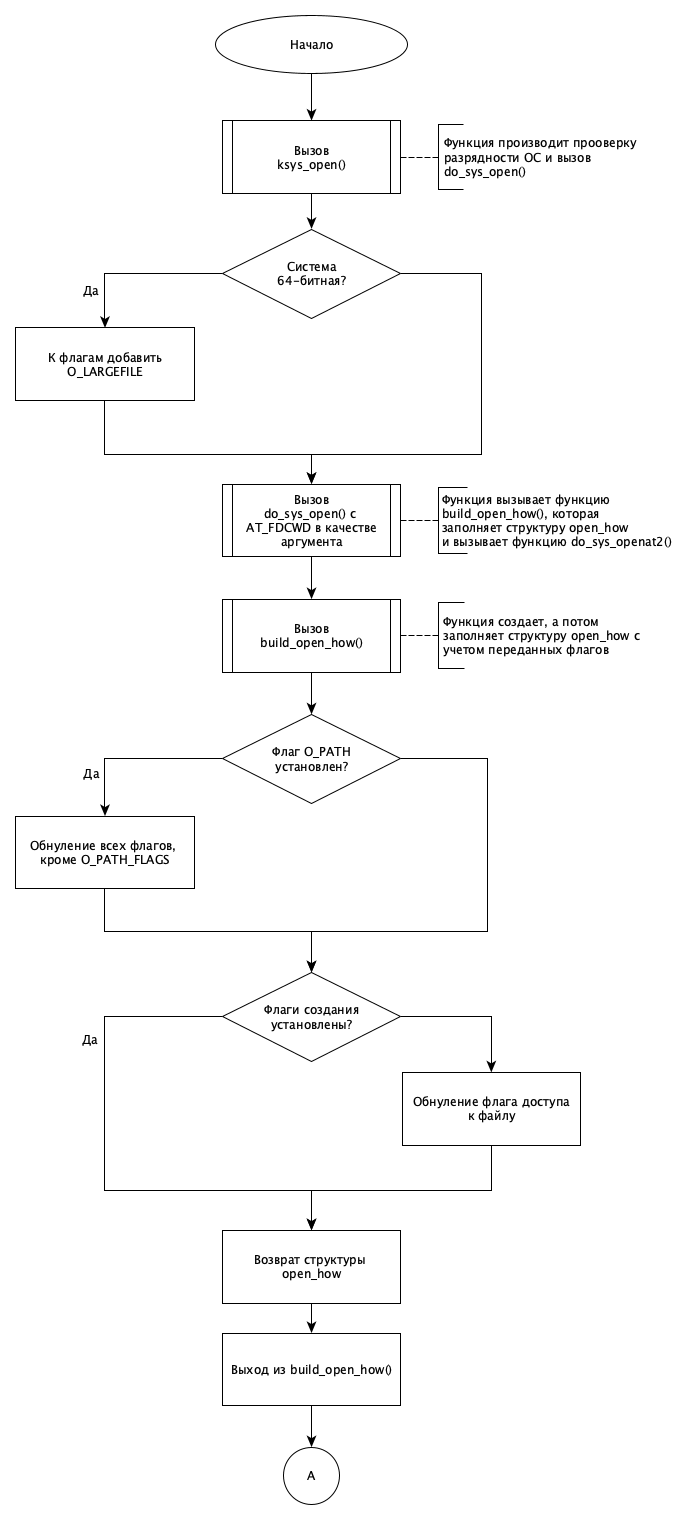 Начало
Вызов
ksys_open()
Функция производит прооверку
разрядности ОС и вызов
do_sys_open()
Система
64-битная?
Да
К флагам добавить
O_LARGEFILE
Вызов
do_sys_open() с
AT_FDCWD в качестве
аргумента
Функция вызывает функцию
build_open_how(), которая
заполняет структуру open_how
и вызывает функцию do_sys_openat2()
Вызов
build_open_how()
Функция создает, а потом
заполняет структуру open_how с
учетом переданных флагов
Флаг O_PATH
установлен?
Да
Обнуление всех флагов,
кроме O_PATH_FLAGS
Флаги создания
установлены?
Да
Обнуление флага доступа
к файлу
Возврат структуры
open_how
Выход из build_open_how()
А